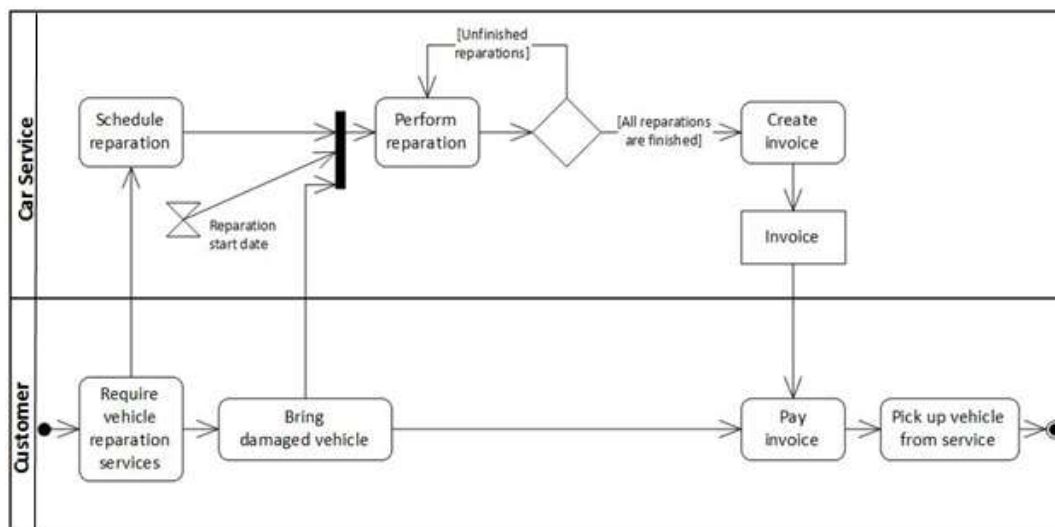 Car Service
[Unfinished
reparations]
Schedule
reparation
Perform
reparation
[All reparations
are finished]
Create
invoice
Reparation
start date
Invoice
Customer
Require
vehicle
reparation
services
Bring
damaged vehicle
Pay
invoice
Pick up vehicle
from service